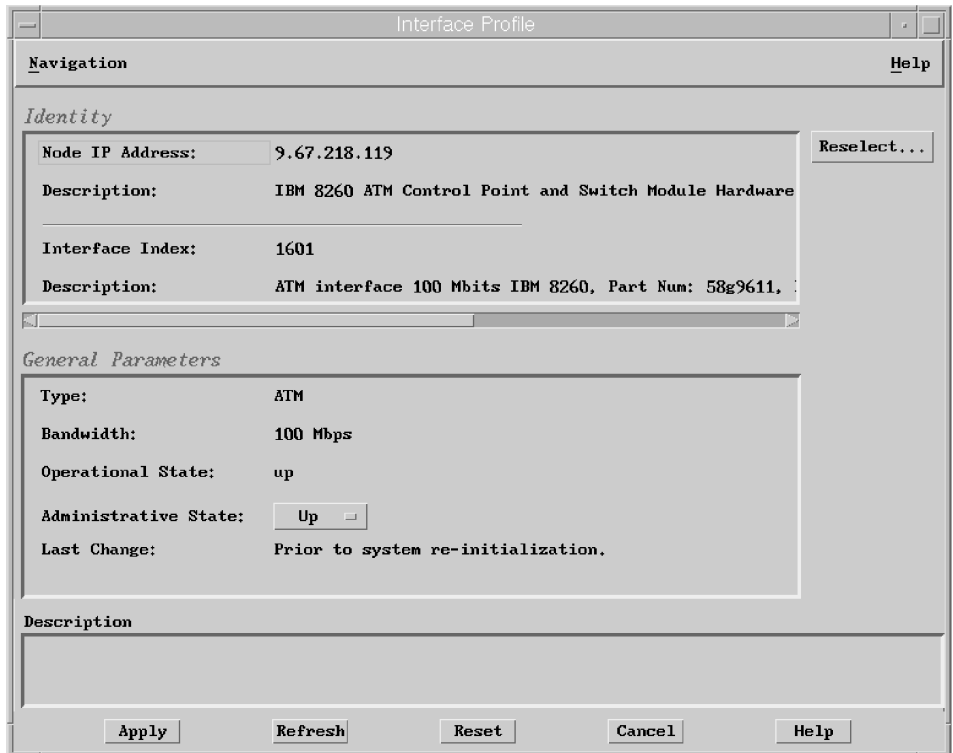 Interface Profile
Navigation Help
Identity
Node IP Address: 9.67.218.119
Reselect...
Description: IBM 8260 ATM Control Point and Switch Module Hardware
Interface Index: 1601
Description: ATM interface 100 Mbits IBM 8260, Part Num: 58g9611,
General Parameters
Type: ATM
Bandwidth: 100 Mbps
Operational State: up
Administrative State: Up
Last Change: Prior to system re-initialization.
Description
Apply Refresh Reset Cancel Help